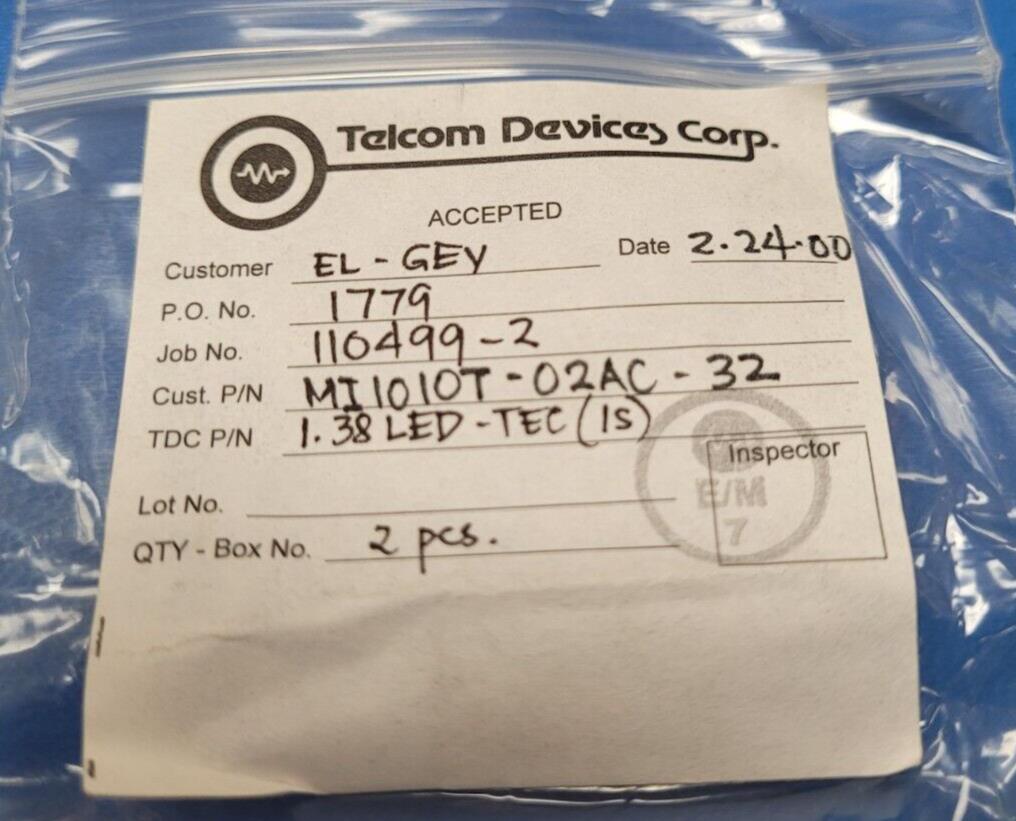 Telcom Devices Corp.
ACCEPTED
Customer EL - GEY Date 2.24.00
P.O. No. 1779
Job No. 110499-2
Cust. P/N MI1010T-02AC-32
TDC P/N 1.38 LED-TEC (1S)
Inspector
E/M
7
Lot No.
QTY - Box No. 2 pcs.